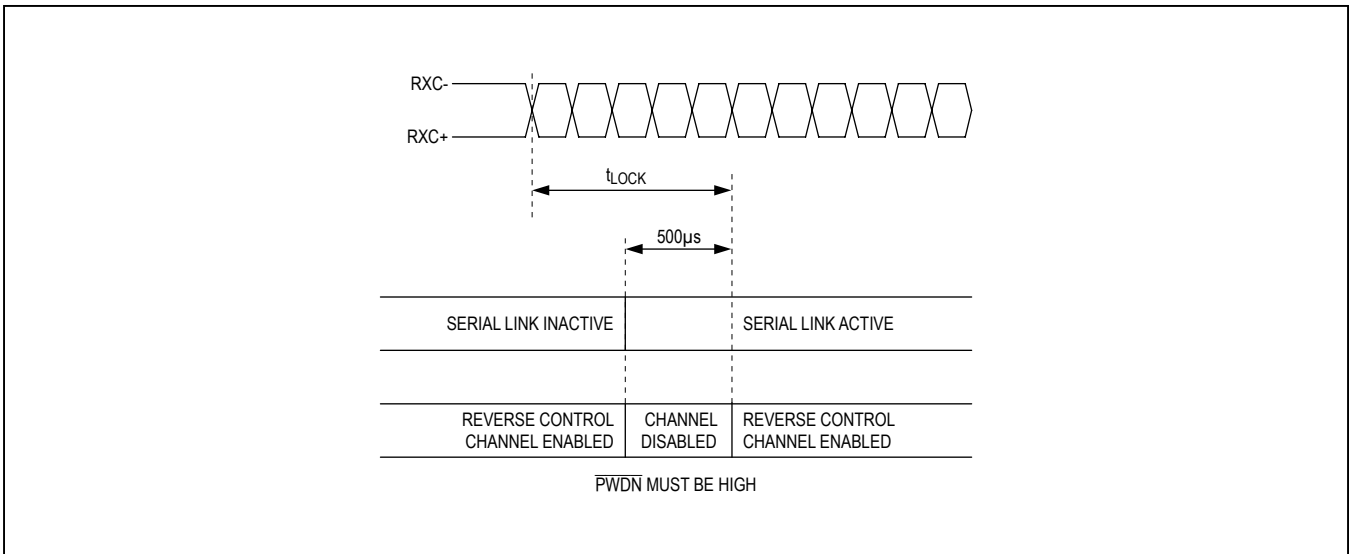 RXC-
RXC+
tLOCK
500µs
SERIAL LINK INACTIVE
SERIAL LINK ACTIVE
REVERSE CONTROL
CHANNEL ENABLED
CHANNEL
DISABLED
REVERSE CONTROL
CHANNEL ENABLED
PWDN MUST BE HIGH